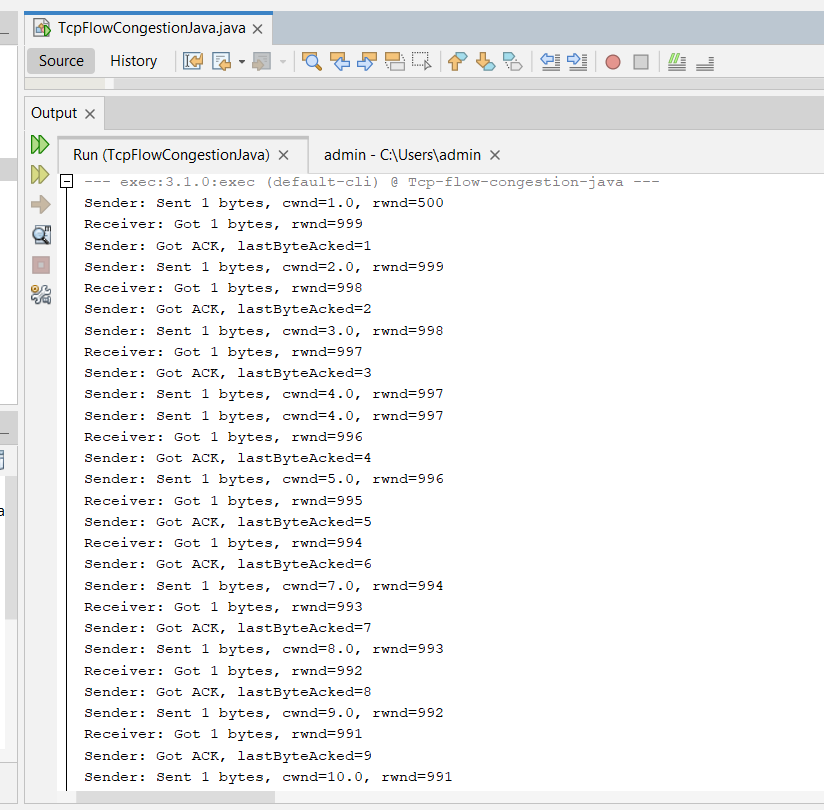 TcpFlowCongestionJava.java
Source History
Output
Run (TcpFlowCongestionJava) admin - C:\Users\admin
--- exec:3.1.0:exec (default-cli) @ Tcp-flow-congestion-java ---
Sender: Sent 1 bytes, cwnd=1.0, rwnd=500
Receiver: Got 1 bytes, rwnd=999
Sender: Got ACK, lastByteAcked=1
Sender: Sent 1 bytes, cwnd=2.0, rwnd=999
Receiver: Got 1 bytes, rwnd=998
Sender: Got ACK, lastByteAcked=2
Sender: Sent 1 bytes, cwnd=3.0, rwnd=998
Receiver: Got 1 bytes, rwnd=997
Sender: Got ACK, lastByteAcked=3
Sender: Sent 1 bytes, cwnd=4.0, rwnd=997
Sender: Sent 1 bytes, cwnd=4.0, rwnd=997
Receiver: Got 1 bytes, rwnd=996
Sender: Got ACK, lastByteAcked=4
Sender: Sent 1 bytes, cwnd=5.0, rwnd=996
Receiver: Got 1 bytes, rwnd=995
Sender: Got ACK, lastByteAcked=5
Receiver: Got 1 bytes, rwnd=994
Sender: Got ACK, lastByteAcked=6
Sender: Sent 1 bytes, cwnd=7.0, rwnd=994
Receiver: Got 1 bytes, rwnd=993
Sender: Got ACK, lastByteAcked=7
Sender: Sent 1 bytes, cwnd=8.0, rwnd=993
Receiver: Got 1 bytes, rwnd=992
Sender: Got ACK, lastByteAcked=8
Sender: Sent 1 bytes, cwnd=9.0, rwnd=992
Receiver: Got 1 bytes, rwnd=991
Sender: Got ACK, lastByteAcked=9
Sender: Sent 1 bytes, cwnd=10.0, rwnd=991